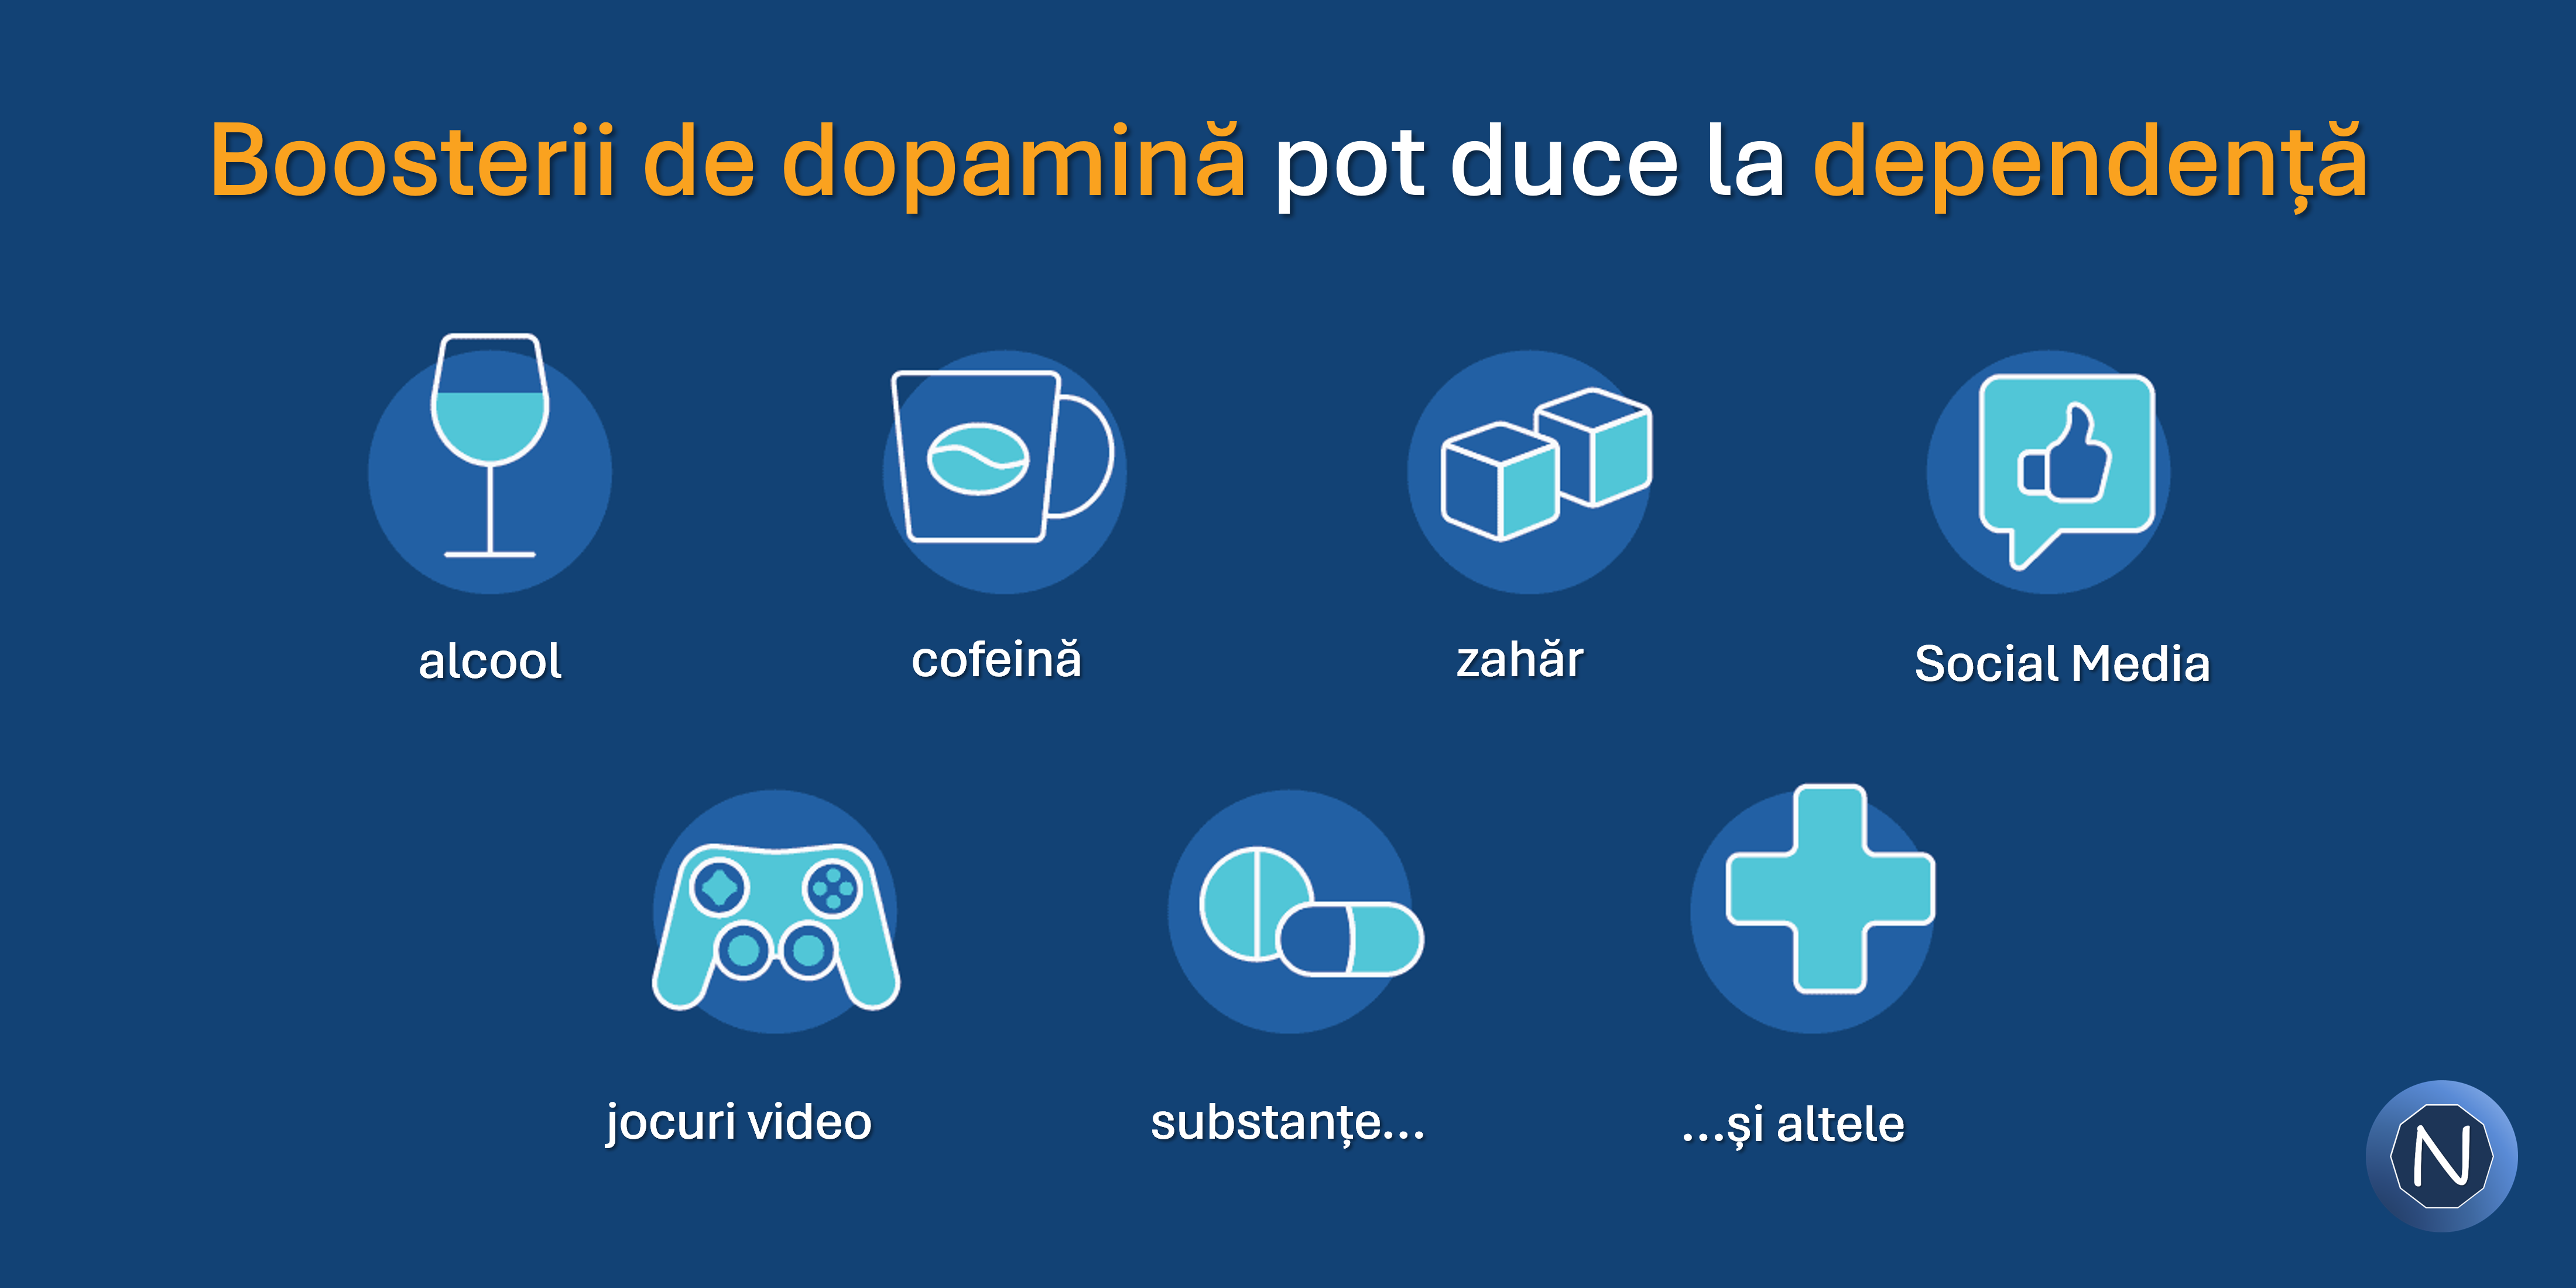 Boosterii de dopamină pot duce la dependență
alcool
cofeină
zahăr
Social Media
jocuri video
substanțe...
...și altele
N